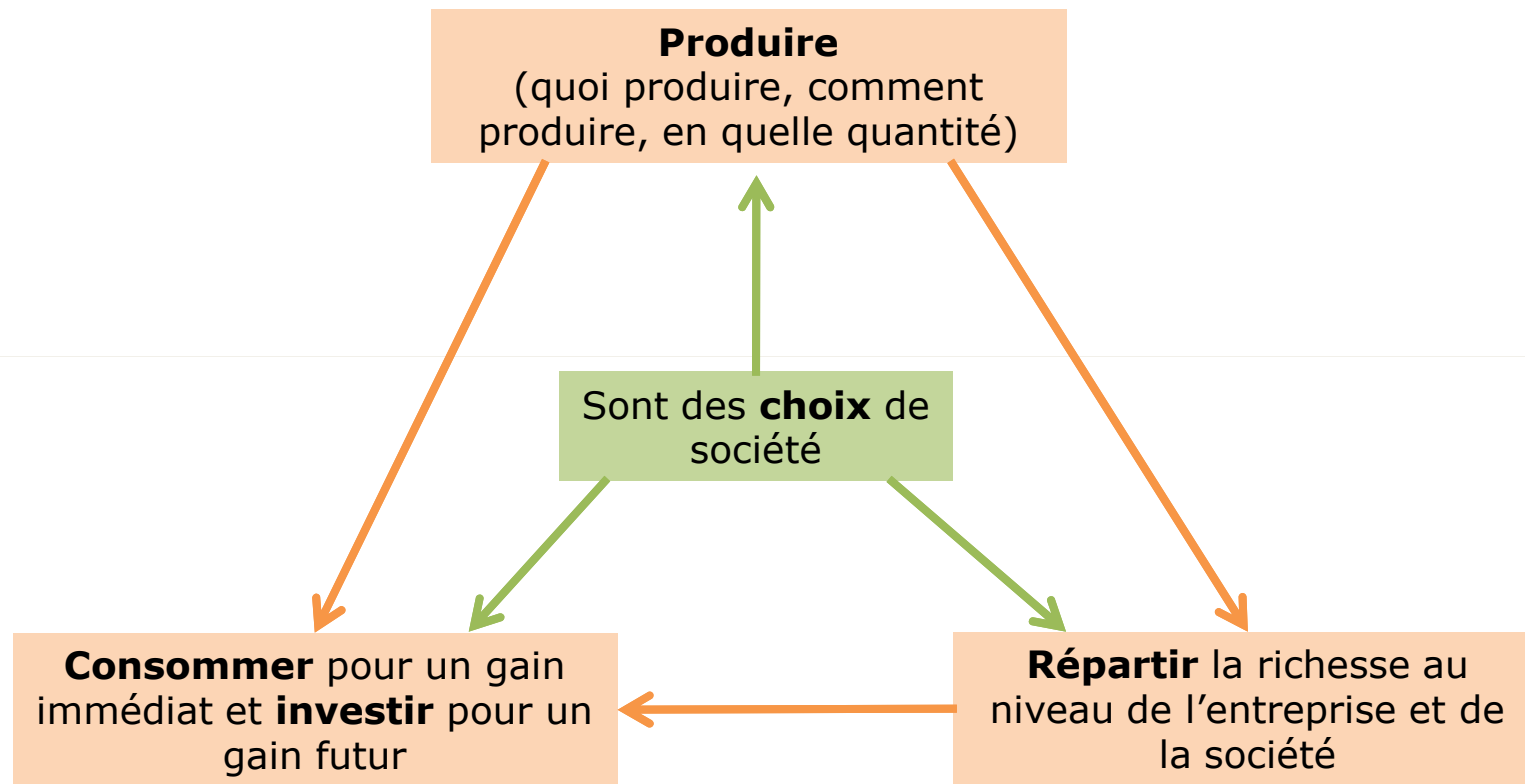 Produire
(quoi produire, comment
produire, en quelle quantité)
Sont des choix de
société
Consommer pour un gain
immédiat et investir pour un
gain futur
Répartir la richesse au
niveau de l’entreprise et de
la société